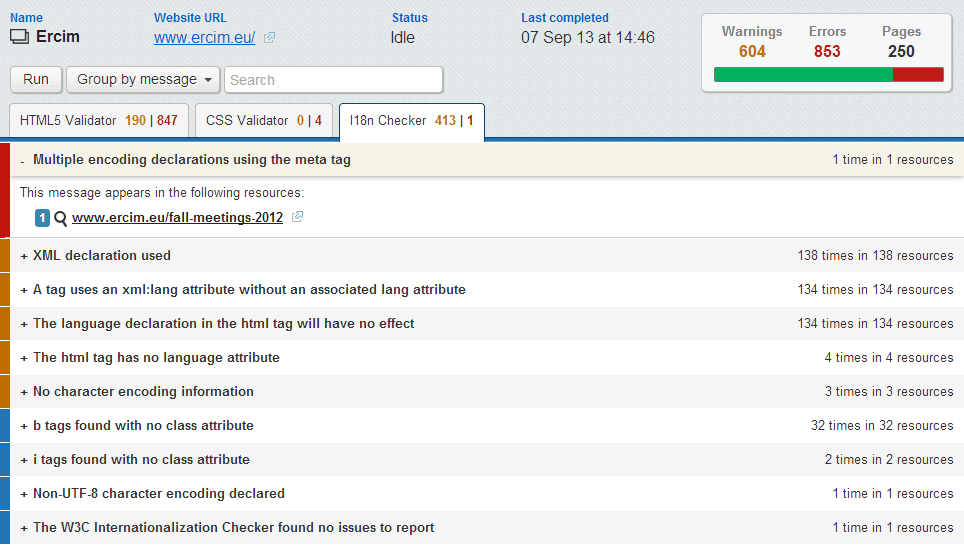 Name Website URL Status Last completed
Ercim www.ercim.eu/ Idle 07 Sep 13 at 14:46
Warnings Errors Pages
604 853 250
Run Group by message Search
HTML5 Validator 190 | 847 CSS Validator 0 | 4 I18n Checker 413 | 1
- Multiple encoding declarations using the meta tag 1 time in 1 resources
This message appears in the following resources:
1 www.ercim.eu/fall-meetings-2012
+ XML declaration used 138 times in 138 resources
+ A tag uses an xml:lang attribute without an associated lang attribute 134 times in 134 resources
+ The language declaration in the html tag will have no effect 134 times in 134 resources
+ The html tag has no language attribute 4 times in 4 resources
+ No character encoding information 3 times in 3 resources
+ b tags found with no class attribute 32 times in 32 resources
+ i tags found with no class attribute 2 times in 2 resources
+ Non-UTF-8 character encoding declared 1 time in 1 resources
+ The W3C Internationalization Checker found no issues to report 1 time in 1 resources